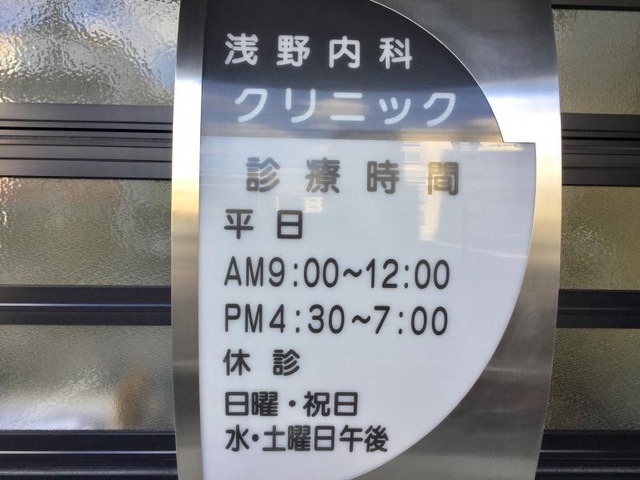 浅野内科
クリニック
診療時間
平日
AM9:00~12:00
PM4:30~7:00
休診
日曜・祝日
水・土曜日午後